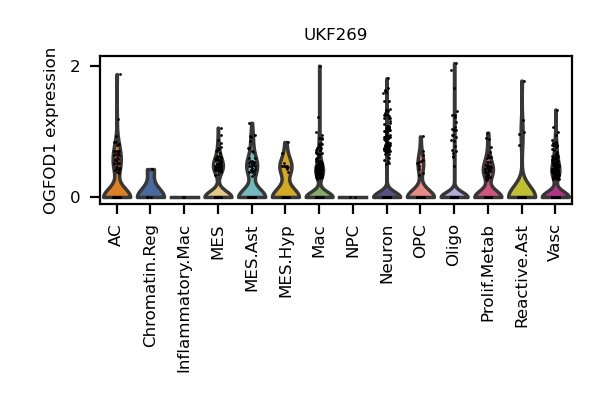 UKF269
OGFOD1 expression
2
0
AC
Chromatin.Reg
Inflammatory.Mac
MES
MES.Ast
MES.Hyp
Mac
NPC
Neuron
OPC
Oligo
Prolif.Metab
Reactive.Ast
Vasc